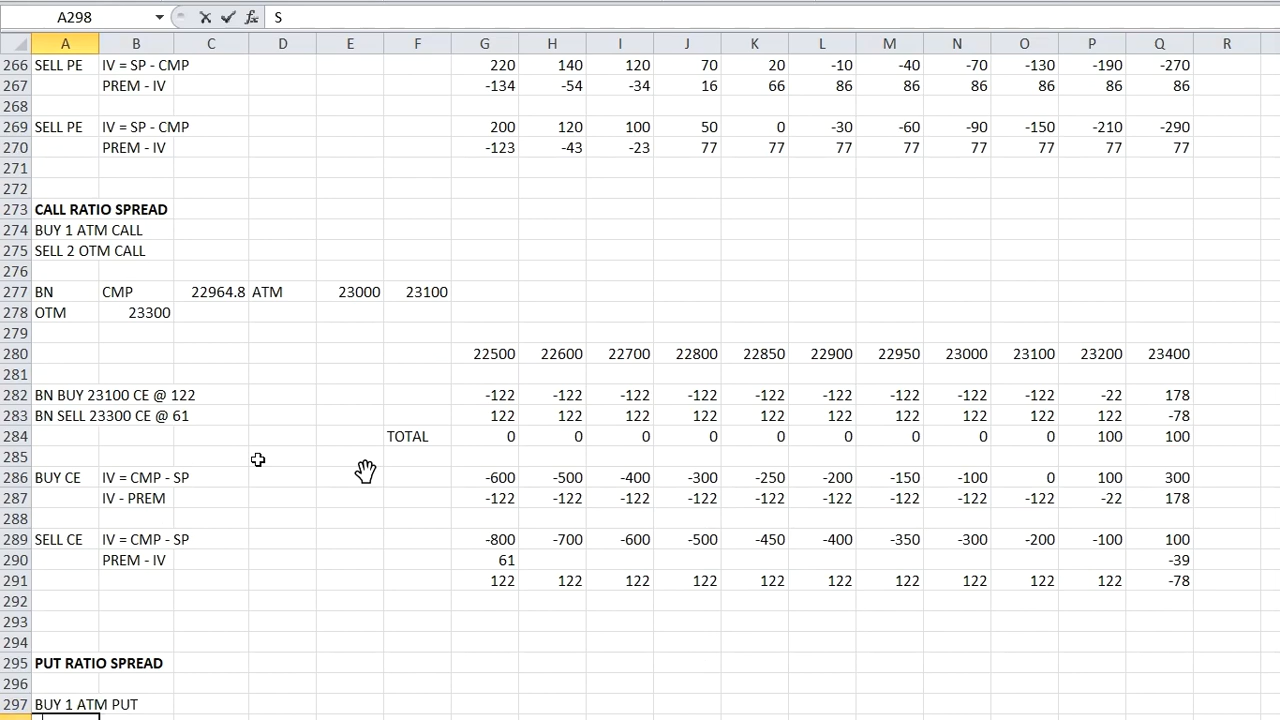 A298 fx S
A B C D E F G H I J K L M N O P Q R
266 SELL PE IV = SP - CMP 220 140 120 70 20 -10 -40 -70 -130 -190 -270
267 PREM - IV -134 -54 -34 16 66 86 86 86 86 86 86
268
269 SELL PE IV = SP - CMP 200 120 100 50 0 -30 -60 -90 -150 -210 -290
270 PREM - IV -123 -43 -23 77 77 77 77 77 77 77 77
271
272
273 CALL RATIO SPREAD
274 BUY 1 ATM CALL
275 SELL 2 OTM CALL
276
277 BN CMP 22964.8 ATM 23000 23100
278 OTM 23300
279
280 22500 22600 22700 22800 22850 22900 22950 23000 23100 23200 23400
281
282 BN BUY 23100 CE @ 122 -122 -122 -122 -122 -122 -122 -122 -122 -122 -22 178
283 BN SELL 23300 CE @ 61 122 122 122 122 122 122 122 122 122 122 -78
284 TOTAL 0 0 0 0 0 0 0 0 0 100 100
285
286 BUY CE IV = CMP - SP -600 -500 -400 -300 -250 -200 -150 -100 0 100 300
287 IV - PREM -122 -122 -122 -122 -122 -122 -122 -122 -122 -22 178
288
289 SELL CE IV = CMP - SP -800 -700 -600 -500 -450 -400 -350 -300 -200 -100 100
290 PREM - IV 61 -39
291 122 122 122 122 122 122 122 122 122 122 -78
292
293
294
295 PUT RATIO SPREAD
296
297 BUY 1 ATM PUT